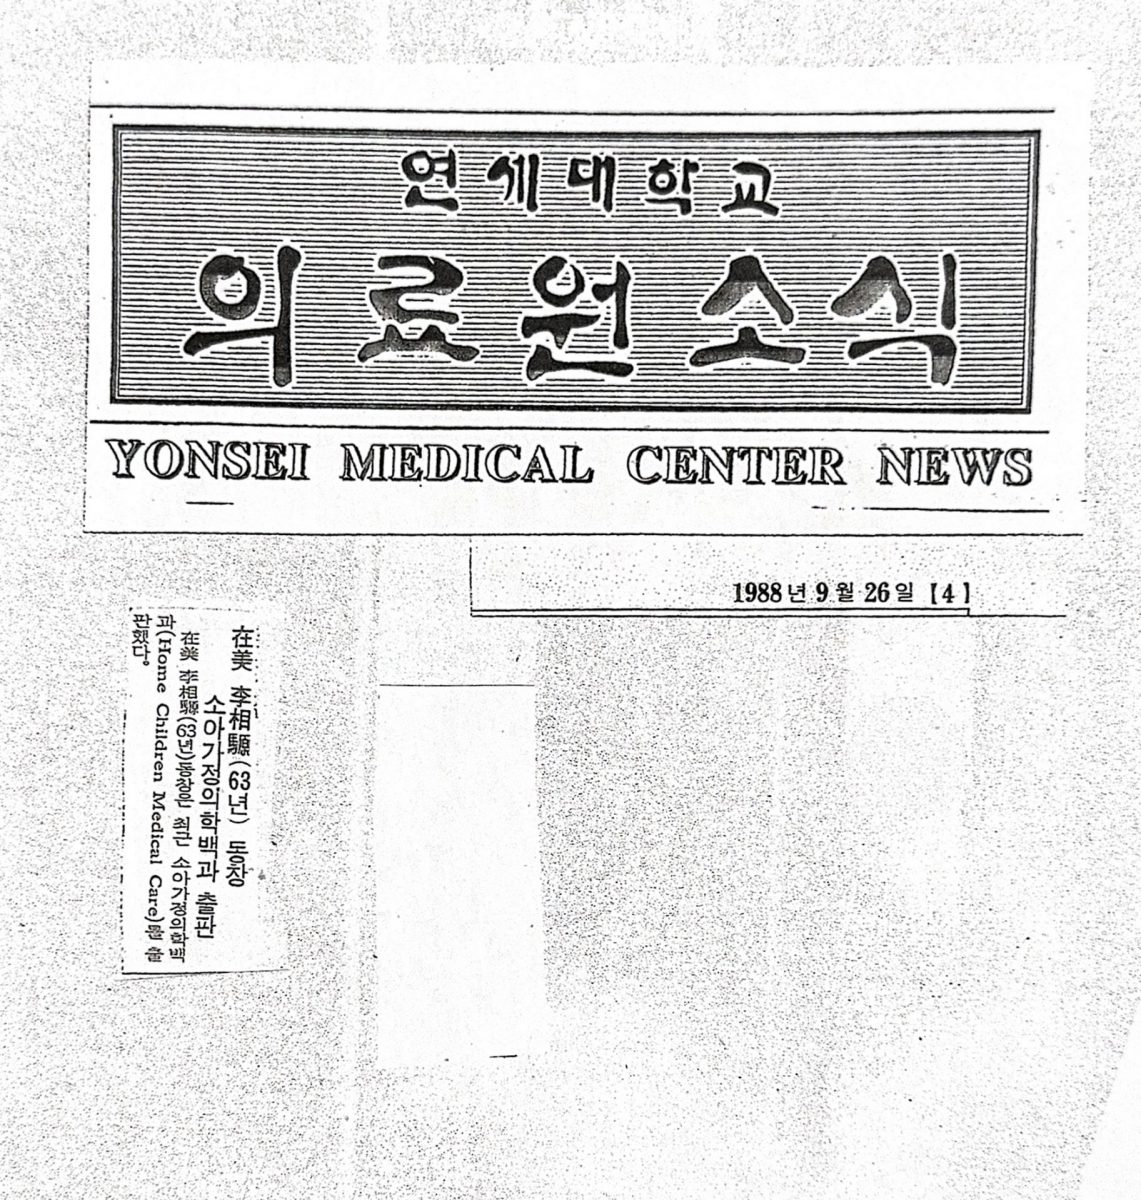 연세대학교
의료원소식
YONSEI MEDICAL CENTER NEWS
1988년 9월 26일 【4】
在美 李相驥(63년) 동창
소아가정의학백과 출판
在美 李相驥(63년)동창은 최근 소아가정의학백
과(Home Children Medical Care)를 출
판했다。